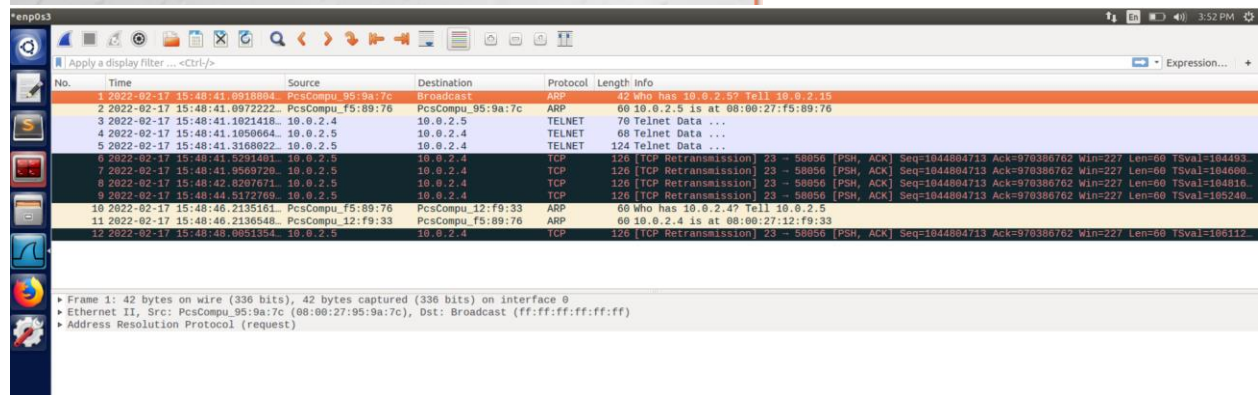 *enp0s3
En 3:52 PM
Apply a display filter ... <Ctrl-/> Expression... +
No. Time Source Destination Protocol Length Info
1 2022-02-17 15:48:41.0918804… PcsCompu_95:9a:7c Broadcast ARP 42 Who has 10.0.2.5? Tell 10.0.2.15
2 2022-02-17 15:48:41.0972222… PcsCompu_f5:89:76 PcsCompu_95:9a:7c ARP 60 10.0.2.5 is at 08:00:27:f5:89:76
3 2022-02-17 15:48:41.1021418… 10.0.2.4 10.0.2.5 TELNET 70 Telnet Data ...
4 2022-02-17 15:48:41.1050664… 10.0.2.5 10.0.2.4 TELNET 68 Telnet Data ...
5 2022-02-17 15:48:41.3168022… 10.0.2.5 10.0.2.4 TELNET 124 Telnet Data ...
6 2022-02-17 15:48:41.5291401… 10.0.2.5 10.0.2.4 TCP 126 [TCP Retransmission] 23 → 58056 [PSH, ACK] Seq=1044804713 Ack=970386762 Win=227 Len=60 TSval=104493…
7 2022-02-17 15:48:41.9569720… 10.0.2.5 10.0.2.4 TCP 126 [TCP Retransmission] 23 → 58056 [PSH, ACK] Seq=1044804713 Ack=970386762 Win=227 Len=60 TSval=104600…
8 2022-02-17 15:48:42.8207671… 10.0.2.5 10.0.2.4 TCP 126 [TCP Retransmission] 23 → 58056 [PSH, ACK] Seq=1044804713 Ack=970386762 Win=227 Len=60 TSval=104816…
9 2022-02-17 15:48:44.5172769… 10.0.2.5 10.0.2.4 TCP 126 [TCP Retransmission] 23 → 58056 [PSH, ACK] Seq=1044804713 Ack=970386762 Win=227 Len=60 TSval=105240…
10 2022-02-17 15:48:46.2135161… PcsCompu_f5:89:76 PcsCompu_12:f9:33 ARP 60 Who has 10.0.2.4? Tell 10.0.2.5
11 2022-02-17 15:48:46.2136548… PcsCompu_12:f9:33 PcsCompu_f5:89:76 ARP 60 10.0.2.4 is at 08:00:27:12:f9:33
12 2022-02-17 15:48:48.0051354… 10.0.2.5 10.0.2.4 TCP 126 [TCP Retransmission] 23 → 58056 [PSH, ACK] Seq=1044804713 Ack=970386762 Win=227 Len=60 TSval=106112…
Frame 1: 42 bytes on wire (336 bits), 42 bytes captured (336 bits) on interface 0
Ethernet II, Src: PcsCompu_95:9a:7c (08:00:27:95:9a:7c), Dst: Broadcast (ff:ff:ff:ff:ff:ff)
Address Resolution Protocol (request)